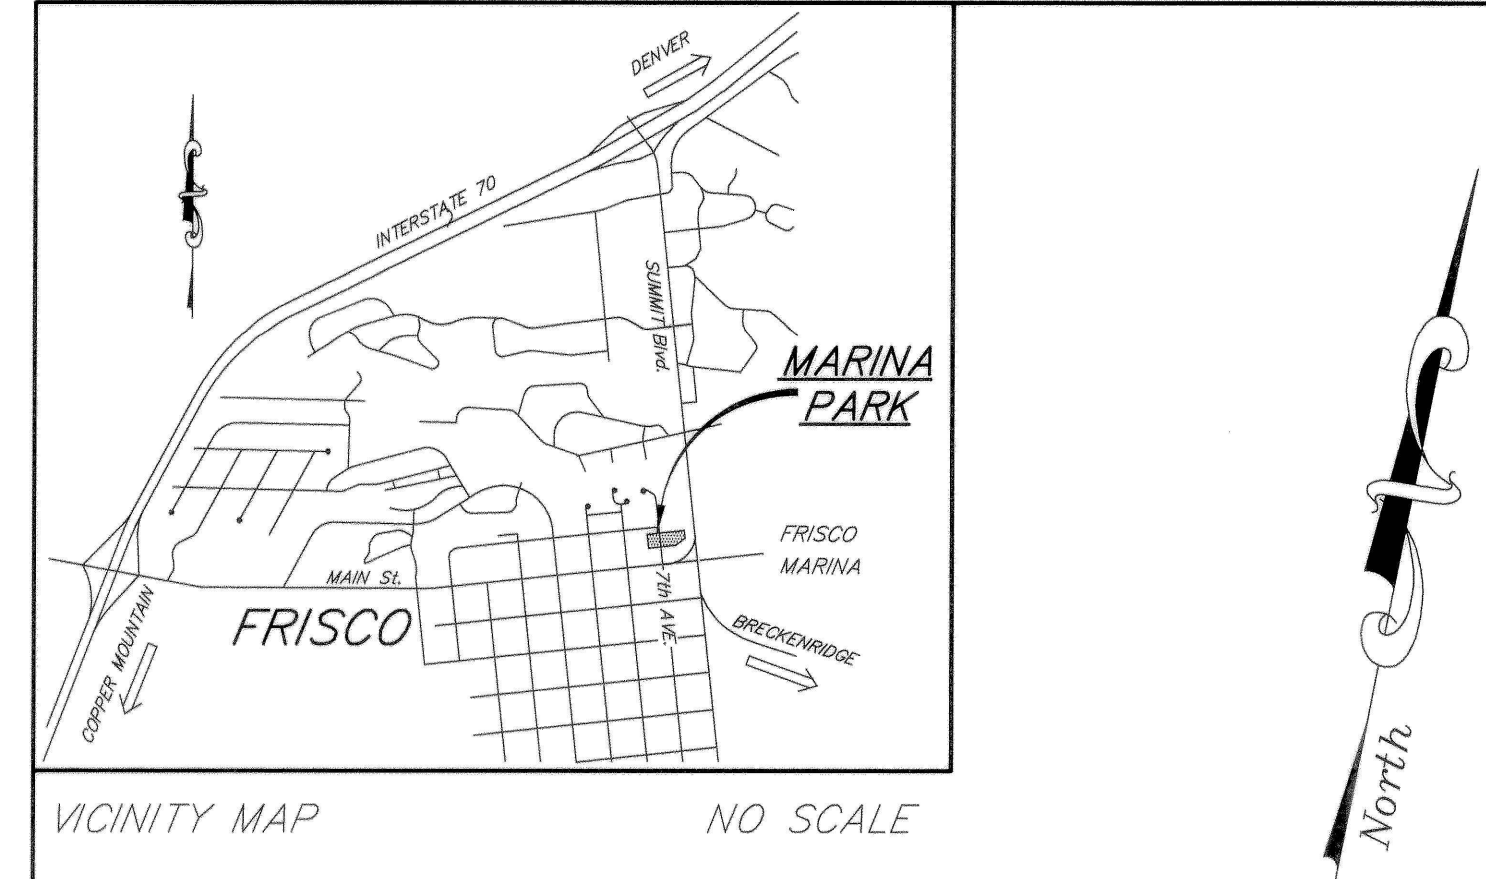 DENVER
INTERSTATE 70
SUMMIT Blvd.
MARINA
PARK
FRISCO
MARINA
MAIN St.
7th AVE.
FRISCO
BRECKENRIDGE
COPPER MOUNTAIN
VICINITY MAP
NO SCALE
North